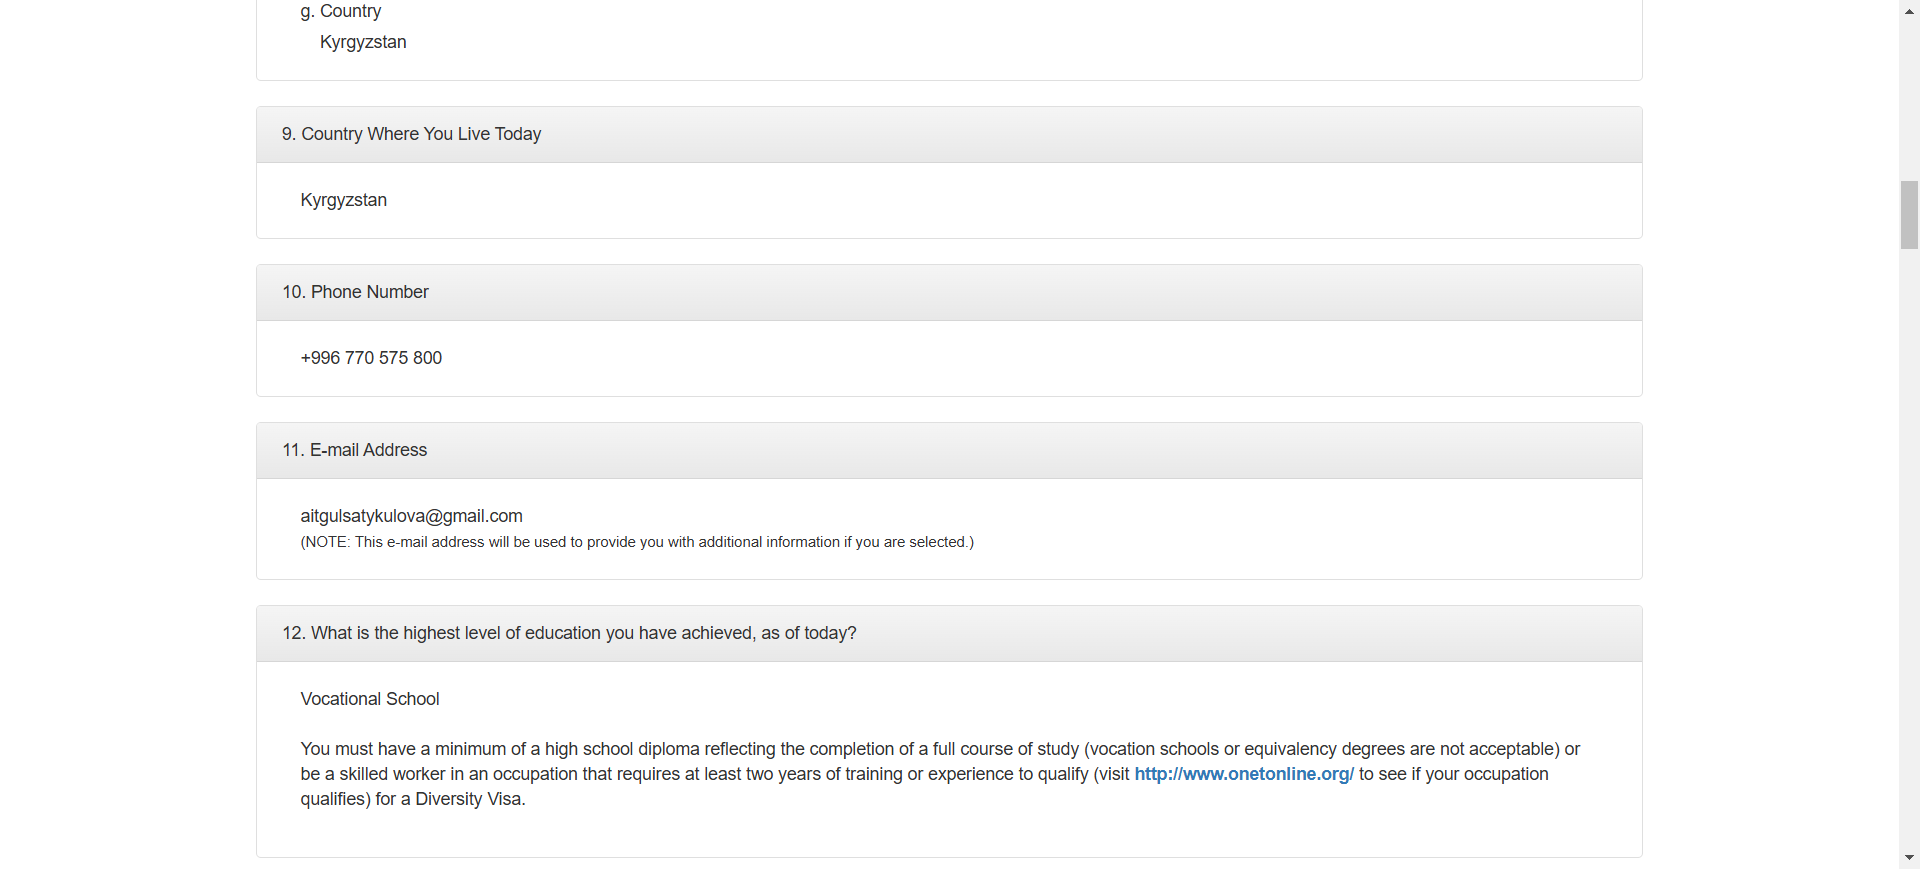 g. Country
Kyrgyzstan
9. Country Where You Live Today
Kyrgyzstan
10. Phone Number
+996 770 575 800
11. E-mail Address
aitgulsatykulova@gmail.com
(NOTE: This e-mail address will be used to provide you with additional information if you are selected.)
12. What is the highest level of education you have achieved, as of today?
Vocational School
You must have a minimum of a high school diploma reflecting the completion of a full course of study (vocation schools or equivalency degrees are not acceptable) or
be a skilled worker in an occupation that requires at least two years of training or experience to qualify (visit http://www.onetonline.org/ to see if your occupation
qualifies) for a Diversity Visa.